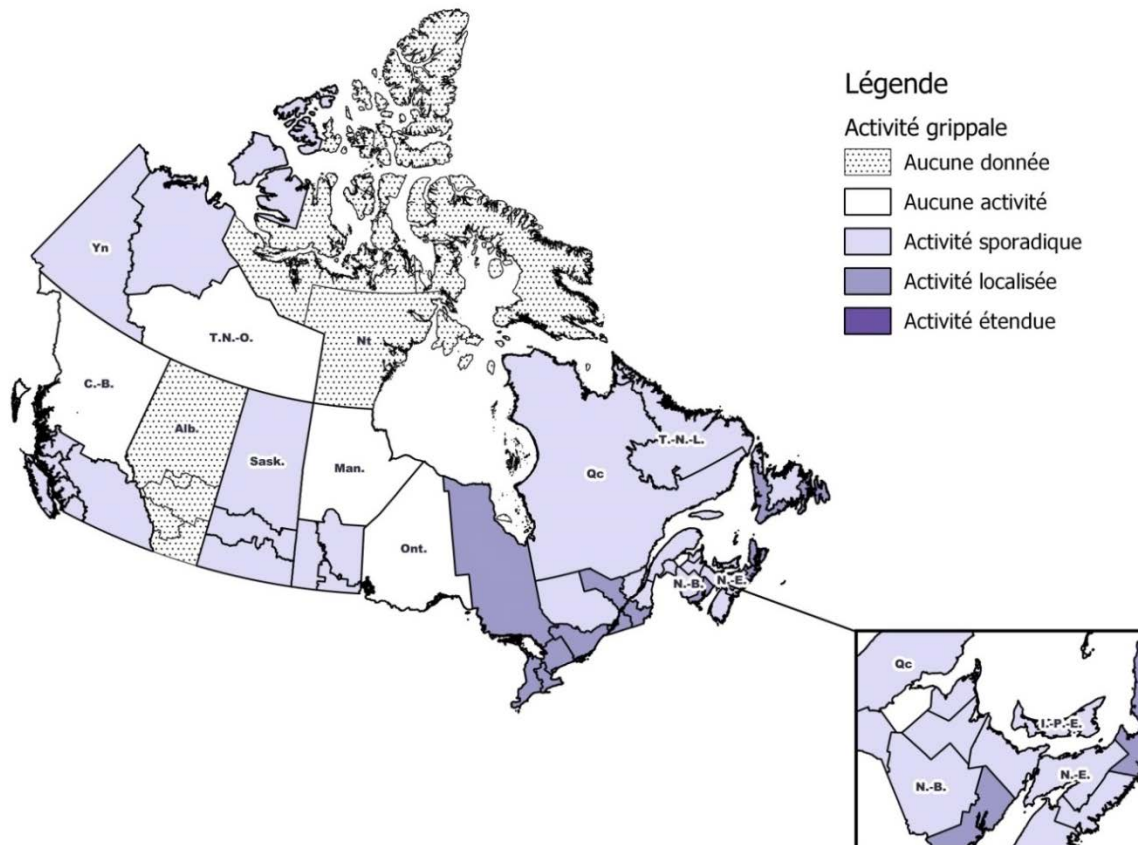 Légende
Activité grippale
Aucune donnée
Aucune activité
Activité sporadique
Activité localisée
Activité étendue
Yn
T.N.-O.
Nt
C.-B.
Alb.
Sask.
Man.
Ont.
Qc
T.-N.-L.
N.-B.
N.-E.
Qc
I.-P.-E.
N.-E.
N.-B.